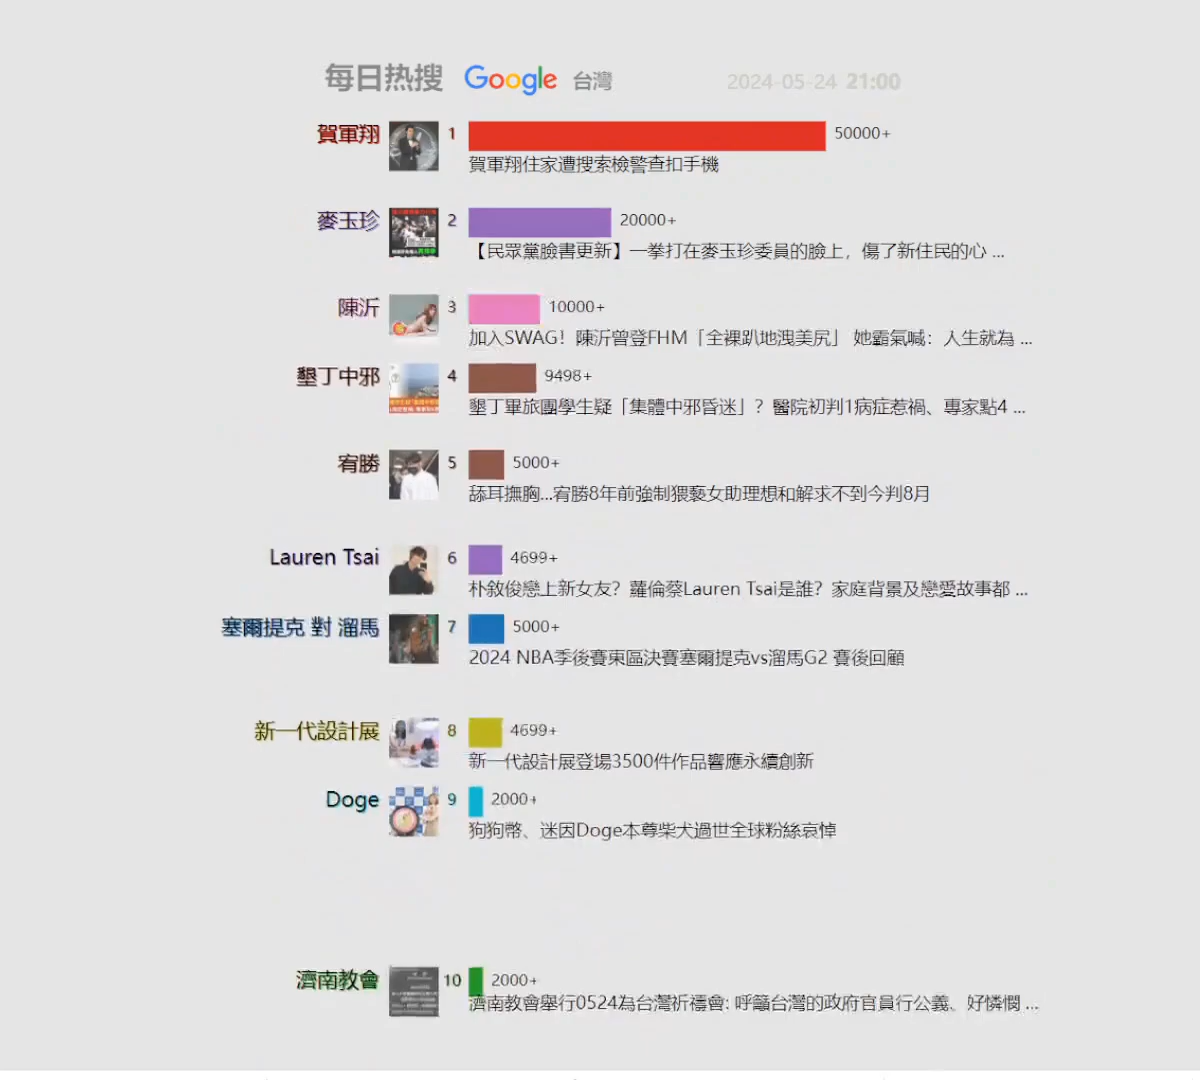 每日热搜 Google 台灣 2024-05-24 21:00
賀軍翔 1 50000+
賀軍翔住家遭搜索檢警查扣手機
麥玉珍 2 20000+
【民眾黨臉書更新】一拳打在麥玉珍委員的臉上，傷了新住民的心 ...
陳沂 3 10000+
加入SWAG！陳沂曾登FHM「全裸趴地洩美尻」 她霸氣喊：人生就為 ...
墾丁中邪 4 9498+
墾丁畢旅團學生疑「集體中邪昏迷」？醫院初判1病症惹禍、專家點4 ...
宥勝 5 5000+
舔耳撫胸...宥勝8年前強制猥褻女助理想和解求不到今判8月
Lauren Tsai 6 4699+
朴敘俊戀上新女友？蘿倫蔡Lauren Tsai是誰？家庭背景及戀愛故事都 ...
塞爾提克 對 溜馬 7 5000+
2024 NBA季後賽東區決賽塞爾提克vs溜馬G2 賽後回顧
新一代設計展 8 4699+
新一代設計展登場3500件作品響應永續創新
Doge 9 2000+
狗狗幣、迷因Doge本尊柴犬過世全球粉絲哀悼
濟南教會 10 2000+
濟南教會舉行0524為台灣祈禱會: 呼籲台灣的政府官員行公義、好憐憫 ...